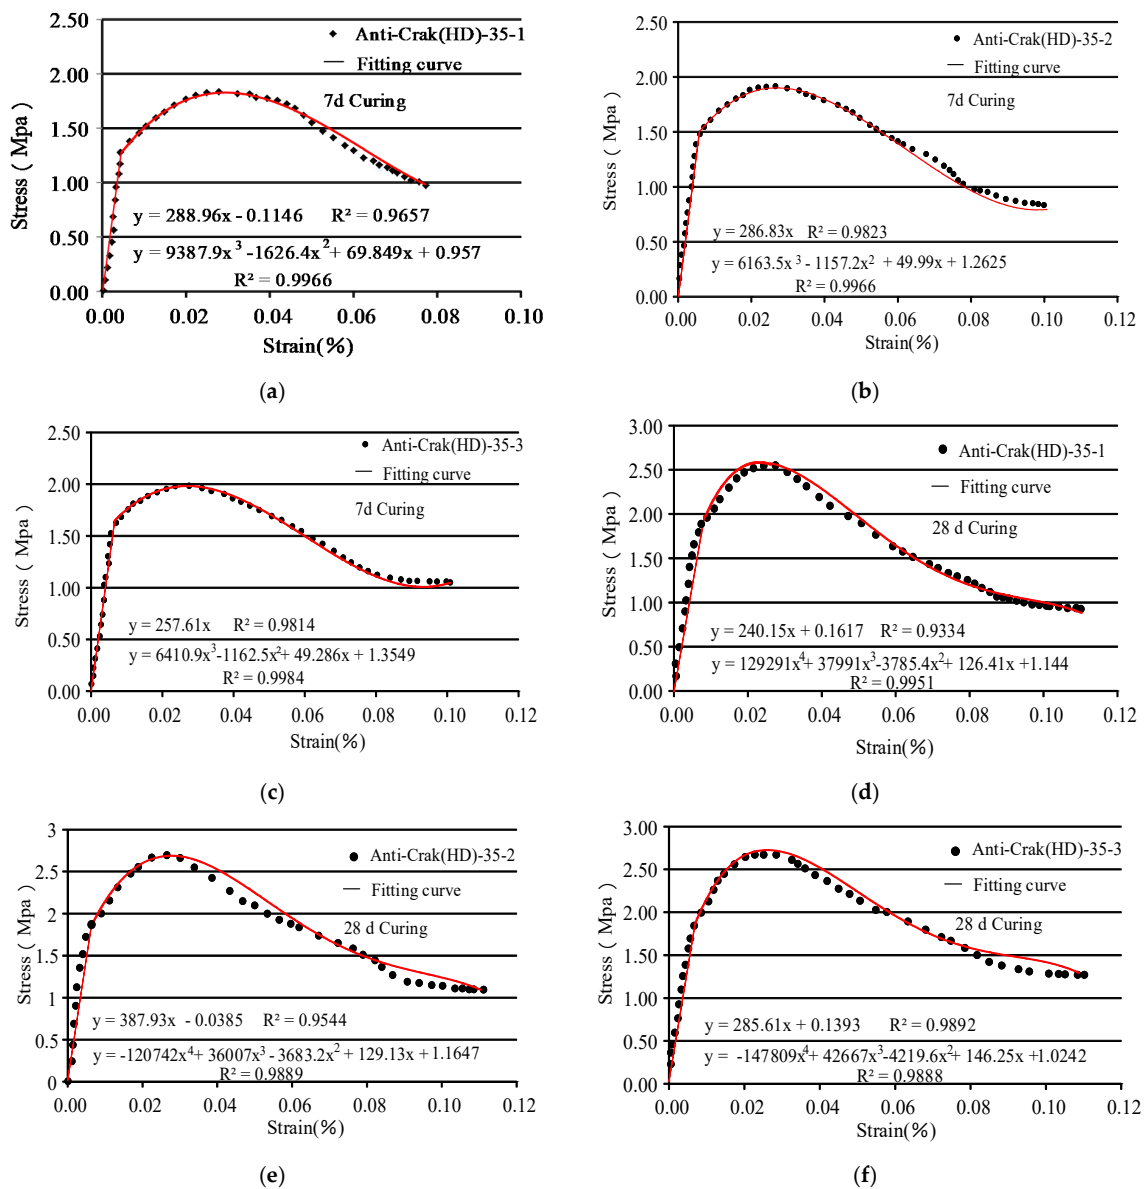 2.50
2.00
1.50
1.00
0.50
0.00
Stress ( Mpa)
Anti-Crak(HD)-35-1
Fitting curve
7d Curing
y = 288.96x - 0.1146 R² = 0.9657
y = 9387.9x³ -1626.4x² + 69.849x + 0.957
R² = 0.9966
0.00 0.02 0.04 0.06 0.08 0.10
Strain(%)
(a)
2.50
2.00
1.50
1.00
0.50
0.00
Stress ( Mpa)
Anti-Crak(HD)-35-2
Fitting curve
7d Curing
y = 286.83x R² = 0.9823
y = 6163.5x³ - 1157.2x² + 49.99x + 1.2625
R² = 0.9966
0.00 0.02 0.04 0.06 0.08 0.10 0.12
Strain(%)
(b)
2.50
2.00
1.50
1.00
0.50
0.00
Stress ( Mpa)
Anti-Crak(HD)-35-3
Fitting curve
7d Curing
y = 257.61x R² = 0.9814
y = 6410.9x³-1162.5x²+ 49.286x + 1.3549
R² = 0.9984
0.00 0.02 0.04 0.06 0.08 0.10 0.12
Strain(%)
(c)
3.00
2.50
2.00
1.50
1.00
0.50
0.00
Stress ( Mpa)
Anti-Crak(HD)-35-1
Fitting curve
28 d Curing
y = 240.15x + 0.1617 R² = 0.9334
y = 129291x⁴+ 37991x³-3785.4x²+ 126.41x +1.144
R² = 0.9951
0.00 0.02 0.04 0.06 0.08 0.10 0.12
Strain(%)
(d)
3
2.5
2
1.5
1
0.5
0
Stress ( Mpa)
Anti-Crak(HD)-35-2
Fitting curve
28 d Curing
y = 387.93x - 0.0385 R² = 0.9544
y = -120742x⁴+ 36007x³ - 3683.2x² + 129.13x + 1.1647
R² = 0.9889
0.00 0.02 0.04 0.06 0.08 0.10 0.12
Strain(%)
(e)
3.00
2.50
2.00
1.50
1.00
0.50
0.00
Stress ( Mpa)
Anti-Crak(HD)-35-3
Fitting curve
28 d Curing
y = 285.61x + 0.1393 R² = 0.9892
y = -147809x⁴+ 42667x³-4219.6x²+ 146.25x +1.0242
R² = 0.9888
0.00 0.02 0.04 0.06 0.08 0.10 0.12
Strain(%)
(f)